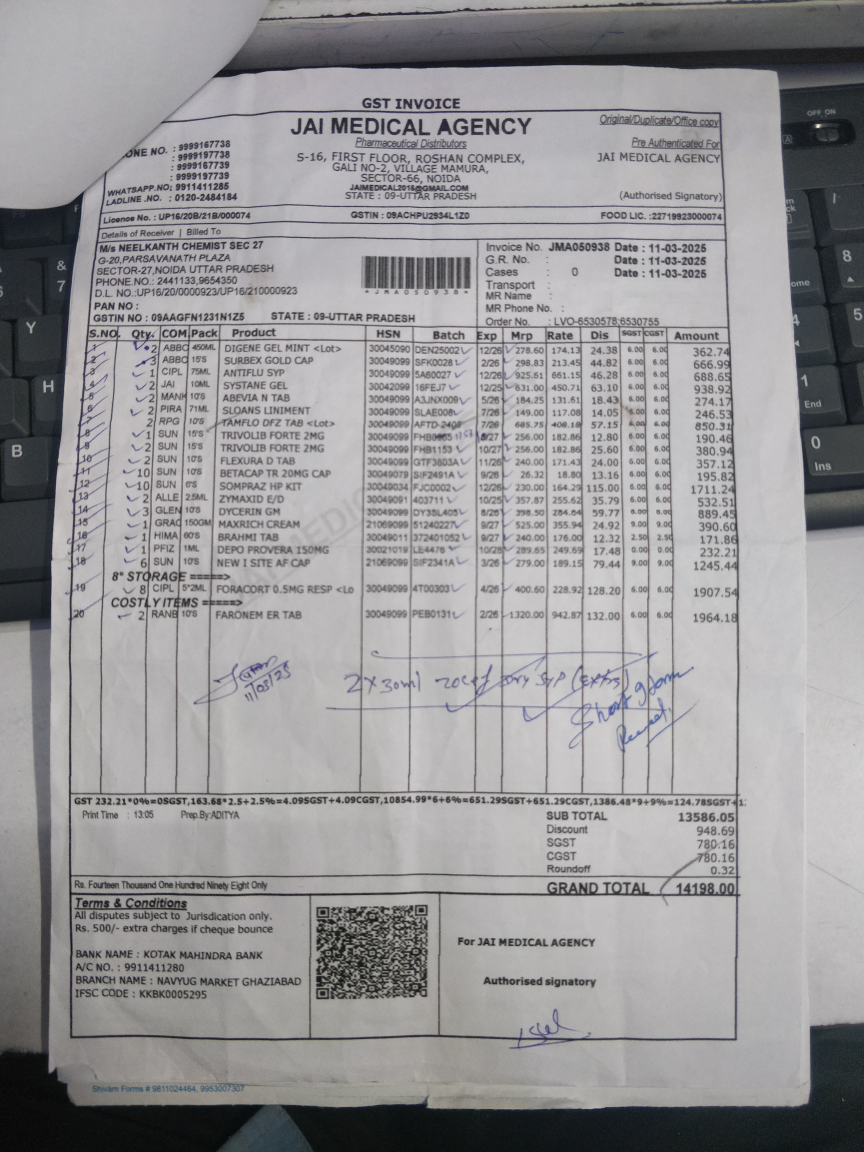 GST INVOICE
Original/Duplicate/Office copy
JAI MEDICAL AGENCY
Pharmaceutical Distributors
Pre Authenticated For
JAI MEDICAL AGENCY
S-16, FIRST FLOOR, ROSHAN COMPLEX,
GALI NO-2, VILLAGE MAMURA,
SECTOR-66, NOIDA
JAIMEDICAL2015@GMAIL.COM
STATE : 09-UTTAR PRADESH
(Authorised Signatory)
ONE NO. : 9999167738
: 9999197738
: 9999167739
: 9999197739
WHATSAPP.NO: 9911411285
LADLINE NO. : 0120-2484184
Licence No. : UP16/20B/21B/000074 GSTIN : 09ACHPU2934L1Z0 FOOD LIC. :22719923000074
Details of Receiver | Billed To
M/s NEELKANTH CHEMIST SEC 27
G-20,PARSAVANATH PLAZA
SECTOR-27,NOIDA UTTAR PRADESH
PHONE.NO.: 2441133,9654350
D.L. NO.:UP16/20/0000923/UP16/210000923
PAN NO :
GSTIN NO : 09AAGFN1231N1Z5 STATE : 09-UTTAR PRADESH
*JMA050938*
Invoice No. JMA050938 Date : 11-03-2025
G.R. No. : Date : 11-03-2025
Cases : 0 Date : 11-03-2025
Transport :
MR Name :
MR Phone No. :
Order No. : LVO-6530578;6530755
S.NO. Qty. COM. Pack Product HSN Batch Exp Mrp Rate Dis SGST CGST Amount
1 2 ABBC 450ML DIGENE GEL MINT <Lot> 30045090 DEN25002 12/26 278.60 174.13 24.38 6.00 6.00 362.74
2 3 ABBC 15'S SURBEX GOLD CAP 30049099 SFK0028 2/26 298.83 213.45 44.82 6.00 6.00 666.99
3 1 CIPL 75ML ANTIFLU SYP 30049099 5A60027 12/26 925.61 661.15 46.28 6.00 6.00 688.65
4 2 JAI 10ML SYSTANE GEL 30042099 16FEJ7 12/25 631.00 450.71 63.10 6.00 6.00 938.92
5 2 MANK 10'S ABEVIA N TAB 30049099 A3JNX009 5/26 184.25 131.61 18.43 6.00 6.00 274.17
6 2 PIRA 71ML SLOANS LINIMENT 30049099 SLAE008 7/26 149.00 117.08 14.05 6.00 6.00 246.53
7 2 RPG 10'S TAMFLO DFZ TAB <Lot> 30049099 AFTD 2408 7/26 685.75 57.15 6.00 6.00 850.31
8 1 SUN 15'S TRIVOLIB FORTE 2MG 30049099 8/27 256.00 182.86 12.80 6.00 6.00 190.46
9 2 SUN 15'S TRIVOLIB FORTE 2MG 30049099 FHB1153 10/27 256.00 182.86 25.60 6.00 6.00 380.94
10 2 SUN 10'S FLEXURA D TAB 30049099 GTF3803A 11/26 240.00 171.43 24.00 6.00 6.00 357.12
11 10 SUN 10'S BETACAP TR 20MG CAP 30049079 SIF2491A 9/26 26.32 18.80 13.16 6.00 6.00 195.82
12 10 SUN 6'S SOMPRAZ HP KIT 30049099 FJC0002 12/26 230.00 164.29 115.00 6.00 6.00 1711.24
13 2 ALLE 2.5ML ZYMAXID E/D 30049091 403711 10/25 357.87 255.62 35.79 6.00 6.00 532.51
14 3 GLEN 10'S DYCERIN GM 30049099 DY38L405 8/26 398.50 284.64 59.77 6.00 6.00 889.45
15 1 GRAC 150GM MAXRICH CREAM 21069099 51240227 9/27 525.00 355.94 24.92 9.00 9.00 390.60
16 1 HIMA 60'S BRAHMI TAB 30049011 372401052 9/27 240.00 176.00 12.32 2.50 2.50 171.86
17 1 PFIZ 1ML DEPO PROVERA 150MG 30021019 LE4476 10/28 289.65 249.69 17.48 0.00 0.00 232.21
18 6 SUN 10'S NEW I SITE AF CAP 21069099 SIF2341A 3/26 279.00 189.15 79.44 9.00 9.00 1245.44
8° STORAGE =====>
19 8 CIPL 5*2ML FORACORT 0.5MG RESP <Lo 30049099 4T00303 4/26 400.60 228.92 128.20 6.00 6.00 1907.54
COSTLY ITEMS =====>
20 2 RANB 10'S FARONEM ER TAB 30049099 PEB0131 2/26 1320.00 942.87 132.00 6.00 6.00 1964.18
11/03/25
2x30ml dry syp (extra)
Short
GST 232.21*0%=0SGST,163.68*2.5+2.5%=4.09SGST+4.09CGST,10854.99*6+6%=651.29SGST+651.29CGST,1386.48*9+9%=124.78SGST+1
Print Time : 13:05 Prep.By:ADITYA
SUB TOTAL 13586.05
Discount 948.69
SGST 780.16
CGST 780.16
Roundoff 0.32
Rs. Fourteen Thousand One Hundred Ninety Eight Only
GRAND TOTAL 14198.00
Terms & Conditions
All disputes subject to Jurisdication only.
Rs. 500/- extra charges if cheque bounce
BANK NAME : KOTAK MAHINDRA BANK
A/C NO. : 9911411280
BRANCH NAME : NAVYUG MARKET GHAZIABAD
IFSC CODE : KKBK0005295
For JAI MEDICAL AGENCY
Authorised signatory
Shivam Forms # 9811024464, 9953007307
ON OFF
&
7
Y
H
B
8
5
4
1
End
0
Ins